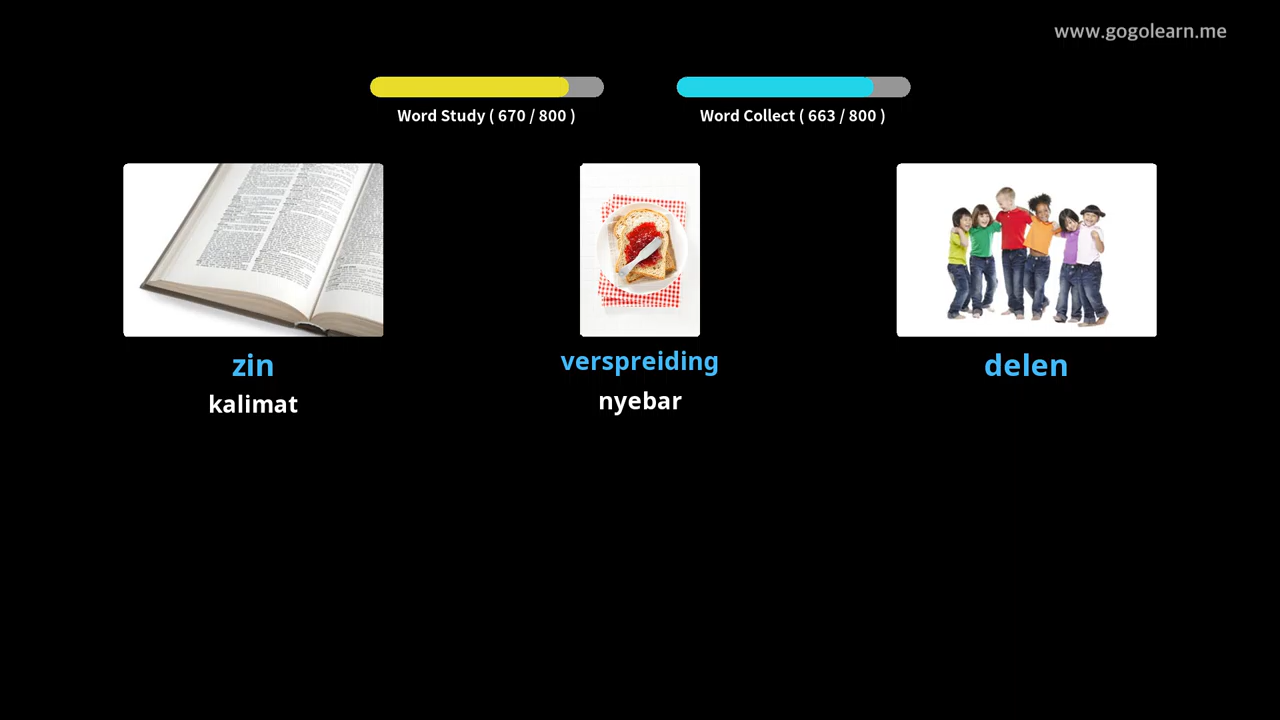 www.gogolearn.me
Word Study ( 670 / 800 )
Word Collect ( 663 / 800 )
zin
verspreiding
delen
kalimat
nyebar